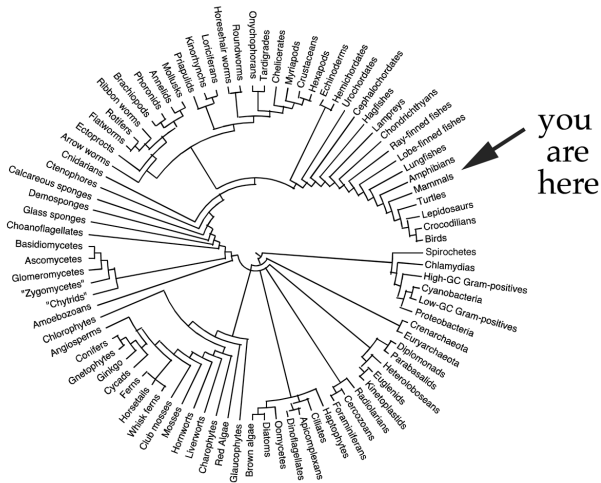 Onychophorans
Tardigrades
Chelicerates
Myriapods
Crustaceans
Hexapods
Echinoderms
Hemichordates
Urochordates
Cephalochordates
Hagfishes
Lampreys
Chondrichthyans
Ray-finned fishes
Lobe-finned fishes
Lungfishes
Amphibians
Mammals
Turtles
Lepidosaurs
Crocodilians
Birds
you
are
here
Spirochetes
Chlamydias
High-GC Gram-positives
Cyanobacteria
Low-GC Gram-positives
Proteobacteria
Crenarchaeota
Euryarchaeota
Diplomonads
Parabasalids
Heteroloboseans
Euglenids
Kinetoplastids
Radiolarians
Cercozoans
Foraminiferans
Haptophytes
Ciliates
Apicomplexans
Dinoflagellates
Oomycetes
Diatoms
Brown algae
Glaucophytes
Red Algae
Charophytes
Liverworts
Hornworts
Mosses
Club mosses
Whisk ferns
Horsetails
Ferns
Cycads
Ginkgo
Gnetophytes
Conifers
Angiosperms
Chlorophytes
Amoebozoans
"Chytrids"
"Zygomycetes"
Glomeromycetes
Ascomycetes
Basidiomycetes
Choanoflagellates
Glass sponges
Demosponges
Calcareous sponges
Ctenophores
Cnidarians
Arrow worms
Ectoprocts
Flatworms
Rotifers
Ribbon worms
Brachiopods
Phoronids
Annelids
Mollusks
Priapulids
Kinorhynchs
Loriciferans
Horesehair worms
Roundworms